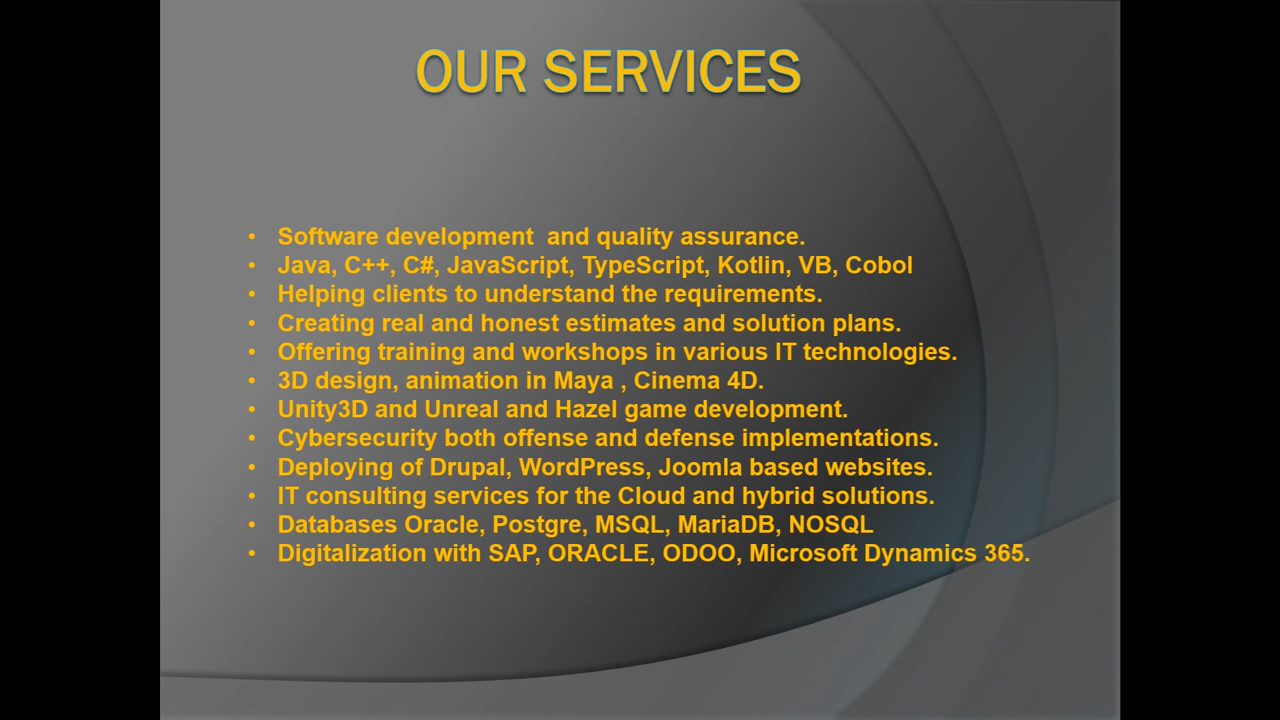 OUR SERVICES
• Software development  and quality assurance.
• Java, C++, C#, JavaScript, TypeScript, Kotlin, VB, Cobol
• Helping clients to understand the requirements.
• Creating real and honest estimates and solution plans.
• Offering training and workshops in various IT technologies.
• 3D design, animation in Maya , Cinema 4D.
• Unity3D and Unreal and Hazel game development.
• Cybersecurity both offense and defense implementations.
• Deploying of Drupal, WordPress, Joomla based websites.
• IT consulting services for the Cloud and hybrid solutions.
• Databases Oracle, Postgre, MSQL, MariaDB, NOSQL
• Digitalization with SAP, ORACLE, ODOO, Microsoft Dynamics 365.